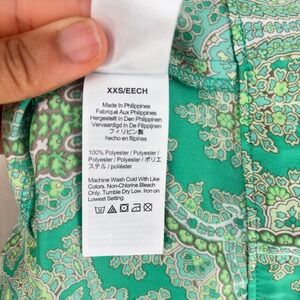 XXS/EECH
Made In Philippines
Fabriqué Aux Philippines
Hergestellt In Den Philippinen
Vervaardigd In De Filippijnen
フィリピン製
hecho en filipinas
100% Polyester / Polyester /
Polyester / Polyester / ポリエ
ステル / poliéster
Machine Wash Cold With Like
Colors. Non-Chlorine Bleach
Only. Tumble Dry Low. Iron on
Lowest Setting.